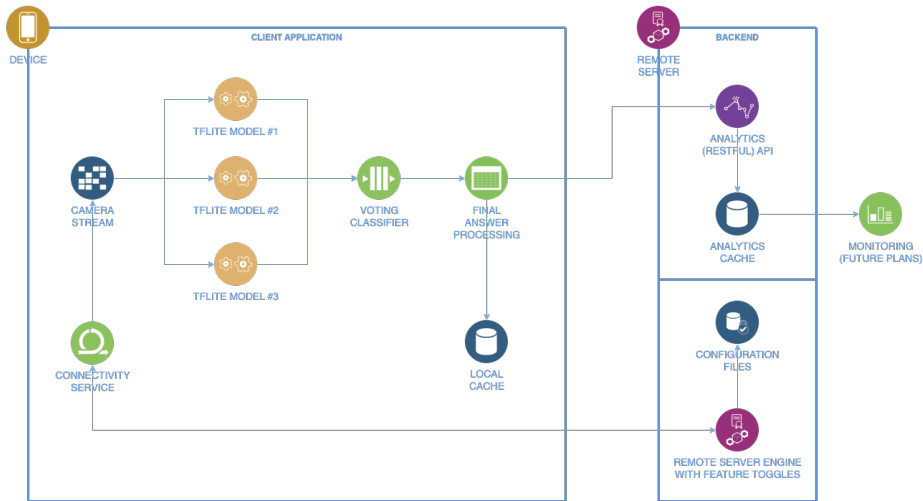 CLIENT APPLICATION
BACKEND
DEVICE
REMOTE
SERVER
TFLITE MODEL #1
ANALYTICS
(RESTFUL) API
CAMERA
STREAM
TFLITE MODEL #2
VOTING
CLASSIFIER
FINAL
ANSWER
PROCESSING
ANALYTICS
CACHE
MONITORING
(FUTURE PLANS)
TFLITE MODEL #3
CONNECTIVITY
SERVICE
LOCAL
CACHE
CONFIGURATION
FILES
REMOTE SERVER ENGINE
WITH FEATURE TOGGLES